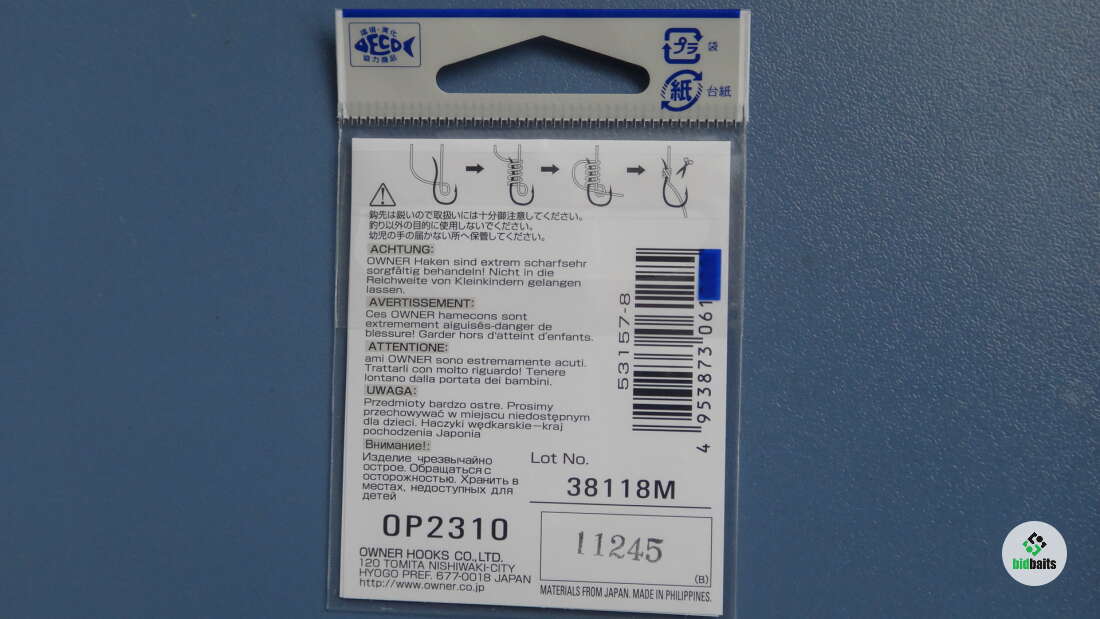 環境・美化
ECO
協力商品
プラ
袋
紙
台紙
鈎先は鋭いので取扱いには十分御注意してください。
釣り以外の目的に使用しないでください。
幼児の手の届かない所へ保管してください。
ACHTUNG:
OWNER Haken sind extrem scharfsehr
sorgfältig behandeln! Nicht in die
Reichweite von Kleinkindern gelangen
lassen.
AVERTISSEMENT:
Ces OWNER hamecons sont
extremement aiguisés-danger de
blessure! Garder hors d'atteint d'enfants.
ATTENTIONE:
ami OWNER sono estremamente acuti.
Trattarli con molto riguardo! Tenere
lontano dalla portata dei bambini.
UWAGA:
Przedmioty bardzo ostre. Prosimy
przechowywać w miejscu niedostępnym
dla dzieci. Haczyki wędkarskie-kraj
pochodzenia Japonia
Внимание!:
Изделие чрезвычайно
острое. Обращаться с
осторожностью. Хранить в
местах, недоступных для
детей
53157-8
4 953873 061
Lot No.
38118M
OP2310
11245
(B)
OWNER HOOKS CO.,LTD.
120 TOMITA NISHIWAKI-CITY
HYOGO PREF. 677-0018 JAPAN
http://www.owner.co.jp
MATERIALS FROM JAPAN. MADE IN PHILIPPINES.
bidbaits